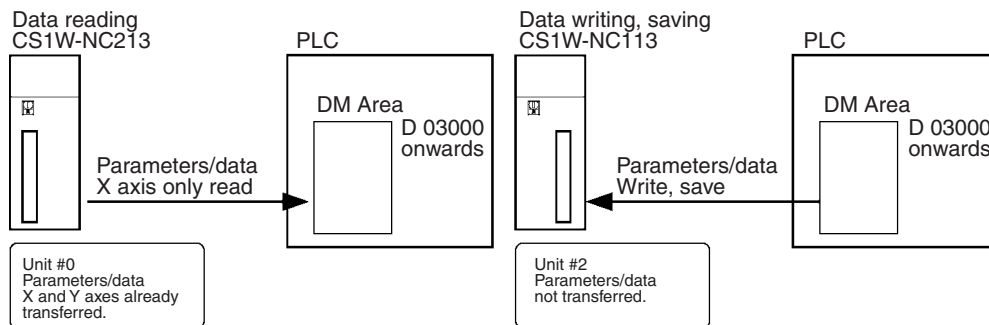 Data reading
CS1W-NC213
PLC
DM Area
D 03000
onwards
Parameters/data
X axis only read
Unit #0
Parameters/data
X and Y axes already
transferred.
Data writing, saving
CS1W-NC113
PLC
DM Area
D 03000
onwards
Parameters/data
Write, save
Unit #2
Parameters/data
not transferred.